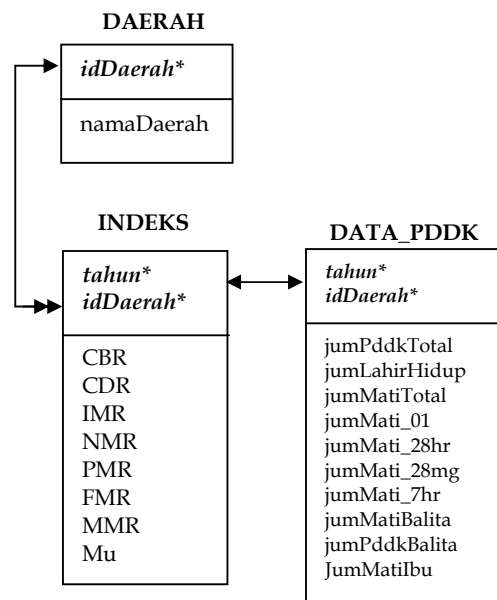 DAERAH
idDaerah*
namaDaerah
INDEKS
tahun*
idDaerah*
CBR
CDR
IMR
NMR
PMR
FMR
MMR
Mu
DATA_PDDK
tahun*
idDaerah*
jumPddkTotal
jumLahirHidup
jumMatiTotal
jumMati_01
jumMati_28hr
jumMati_28mg
jumMati_7hr
jumMatiBalita
jumPddkBalita
JumMatiIbu